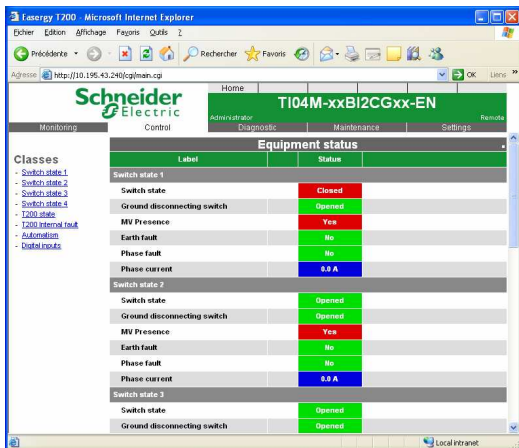 Easergy T200 - Microsoft Internet Explorer
Fichier Edition Affichage Favoris Outils ?
Précédente Rechercher Favoris
Adresse http://10.195.43.240/cgi/main.cgi OK Liens »
Schneider Electric
Home
TI04M-xxBI2CGxx-EN
Administrator Remote
Monitoring Control Diagnostic Maintenance Settings
Equipment status
Classes
Label Status
- Switch state 1
- Switch state 2
- Switch state 3
- Switch state 4
- T200 state
- T200 internal fault
- Automatism
- Digital inputs
Switch state 1
Switch state Closed
Ground disconnecting switch Opened
MV Presence Yes
Earth fault No
Phase fault No
Phase current 0.0 A
Switch state 2
Switch state Opened
Ground disconnecting switch Opened
MV Presence Yes
Earth fault No
Phase fault No
Phase current 0.0 A
Switch state 3
Switch state Opened
Ground disconnecting switch Opened
Local intranet